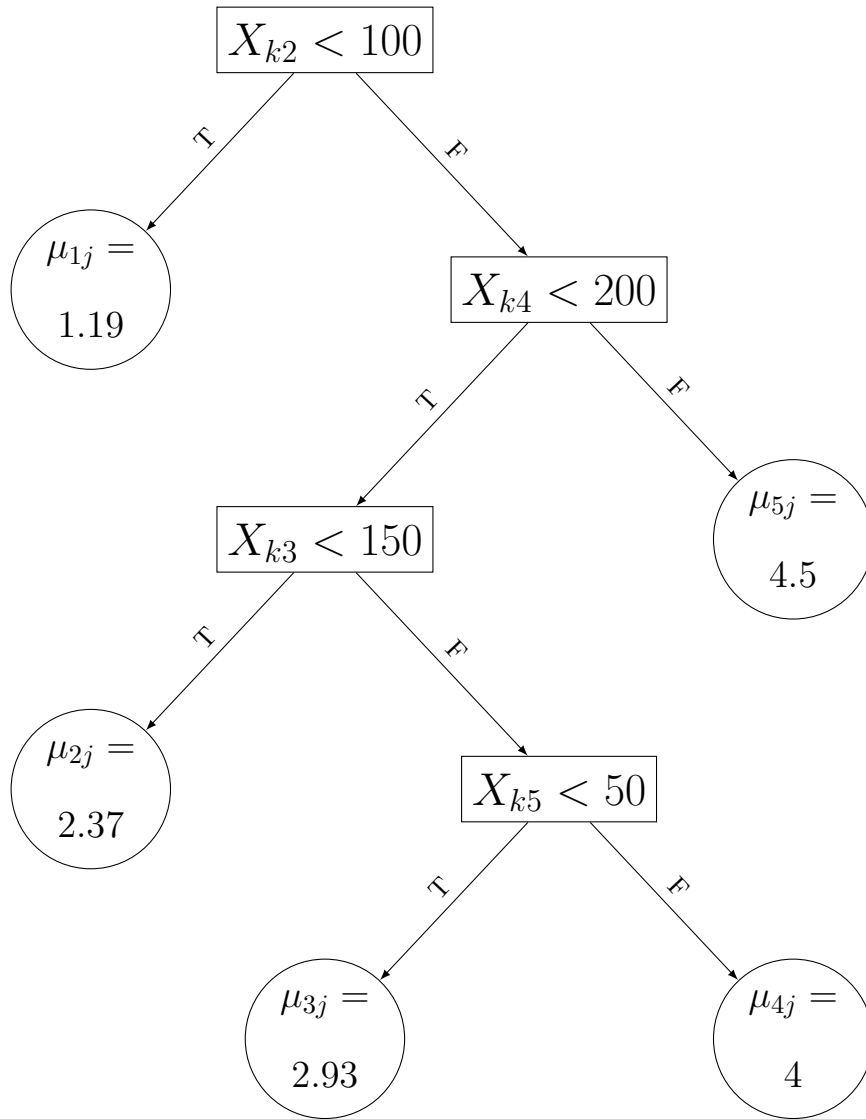 X_{k2} < 100
T
F
μ_{1j} =
1.19
X_{k4} < 200
T
F
X_{k3} < 150
μ_{5j} =
4.5
T
F
μ_{2j} =
2.37
X_{k5} < 50
T
F
μ_{3j} =
2.93
μ_{4j} =
4